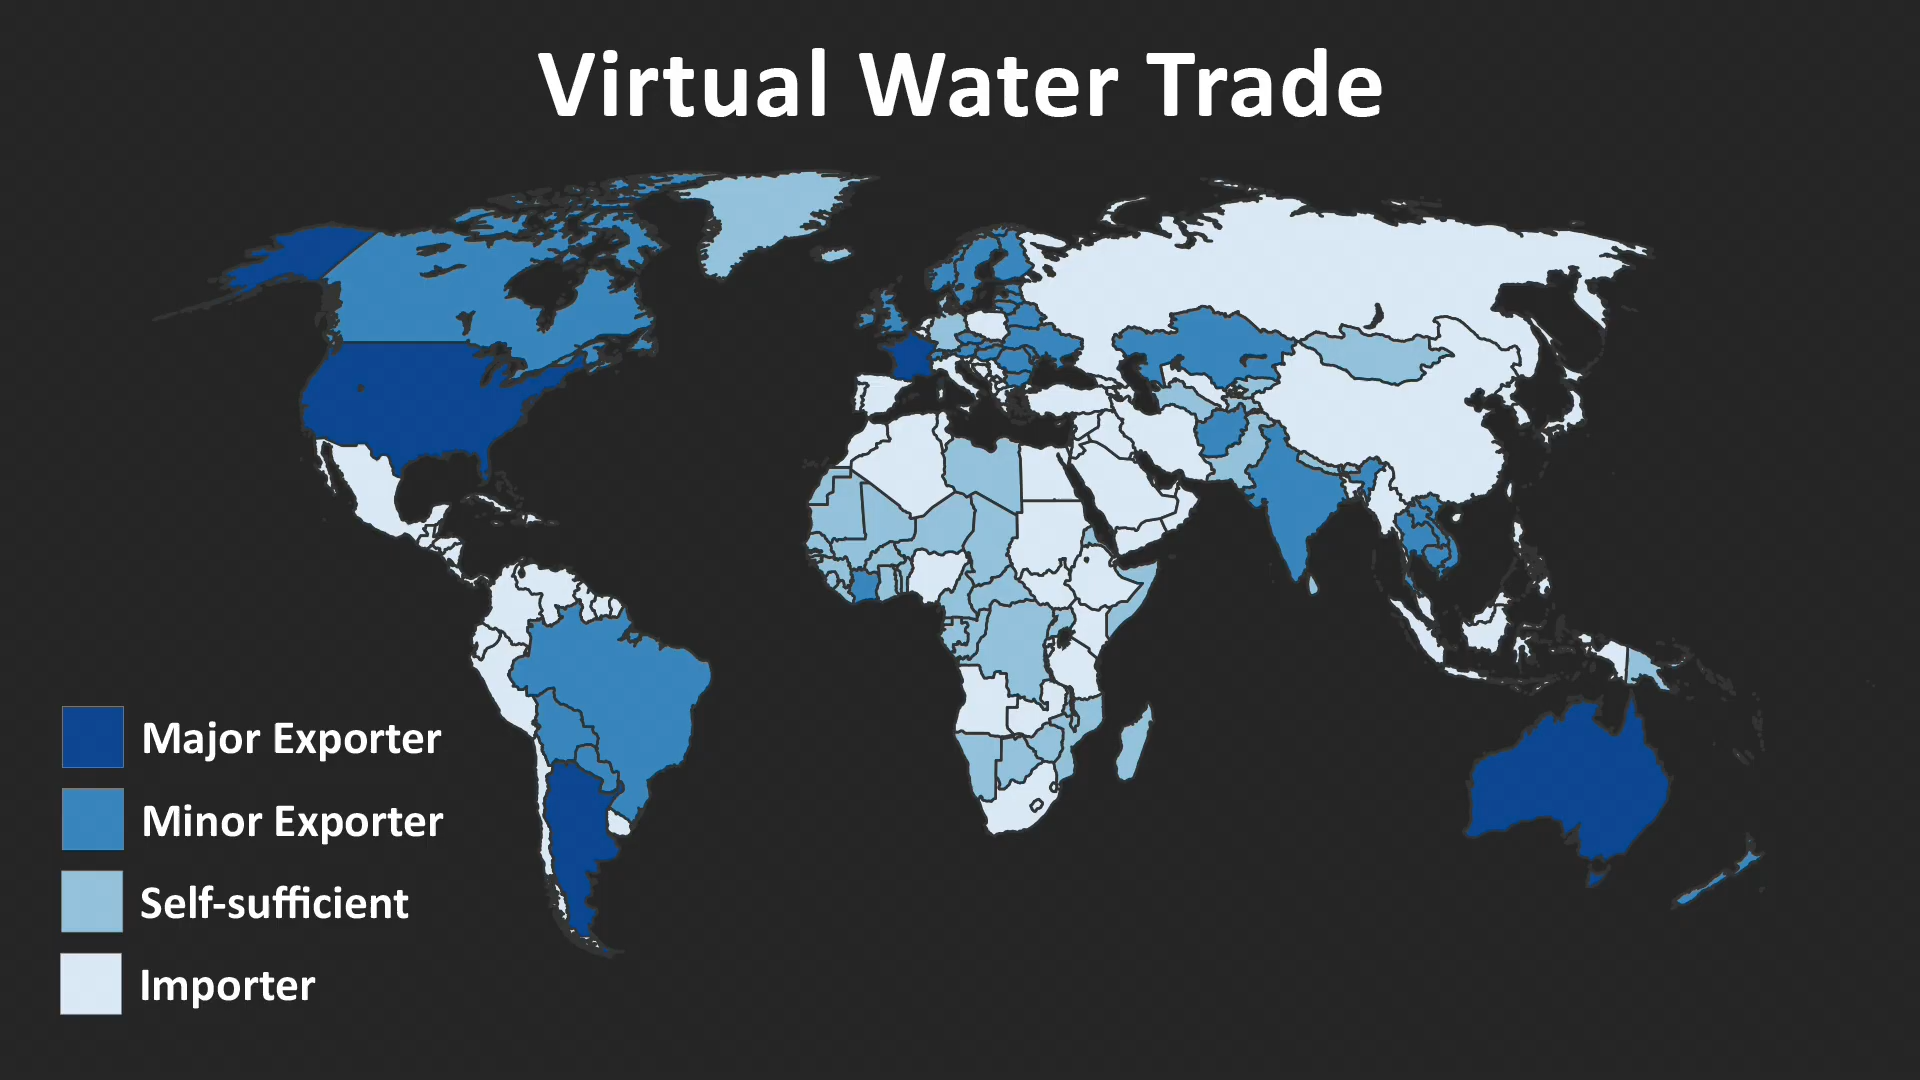 Virtual Water Trade
Major Exporter
Minor Exporter
Self-sufficient
Importer